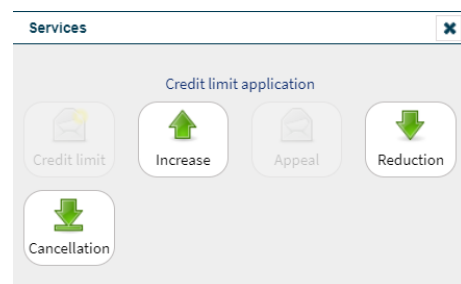 Services
Credit limit application
Credit limit
Increase
Appeal
Reduction
Cancellation